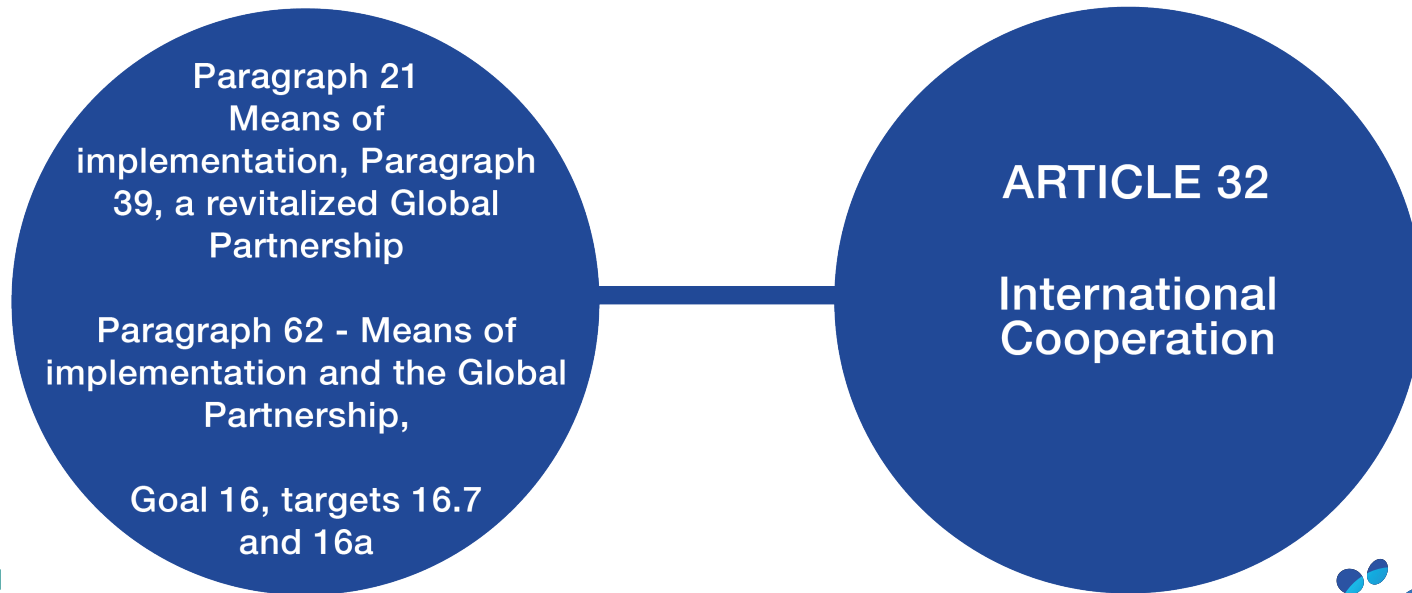 Paragraph 21
Means of
implementation, Paragraph
39, a revitalized Global
Partnership
Paragraph 62 - Means of
implementation and the Global
Partnership,
Goal 16, targets 16.7
and 16a
ARTICLE 32
International
Cooperation